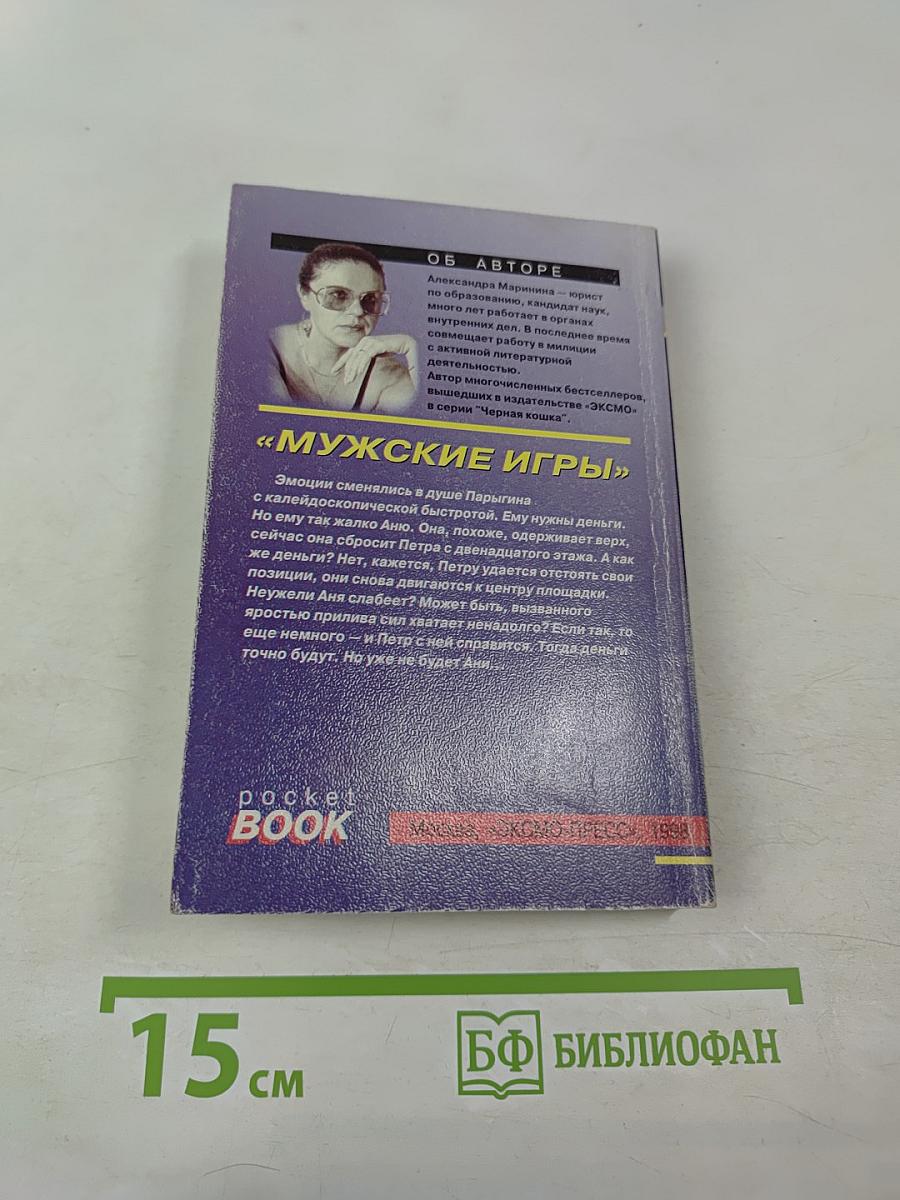 ОБ АВТОРЕ
Александра Маринина — юрист
по образованию, кандидат наук,
много лет работает в органах
внутренних дел. В последнее время
совмещает работу в милиции
с активной литературной
деятельностью.
Автор многочисленных бестселлеров,
вышедших в издательстве «ЭКСМО»
в серии "Черная кошка".
«МУЖСКИЕ ИГРЫ»
Эмоции сменялись в душе Парыгина
с калейдоскопической быстротой. Ему нужны деньги.
Но ему так жалко Аню. Она, похоже, одерживает верх,
сейчас она сбросит Петра с двенадцатого этажа. А как
же деньги? Нет, кажется, Петру удается отстоять свои
позиции, они снова двигаются к центру площадки.
Неужели Аня слабеет? Может быть, вызванного
яростью прилива сил хватает ненадолго? Если так, то
еще немного — и Петр с ней справится. Тогда деньги
точно будут. Но уже не будет Ани...
pocket
BOOK
Москва, «ЭКСМО-ПРЕСС», 1998
15 см
БФ БИБЛИОФАН